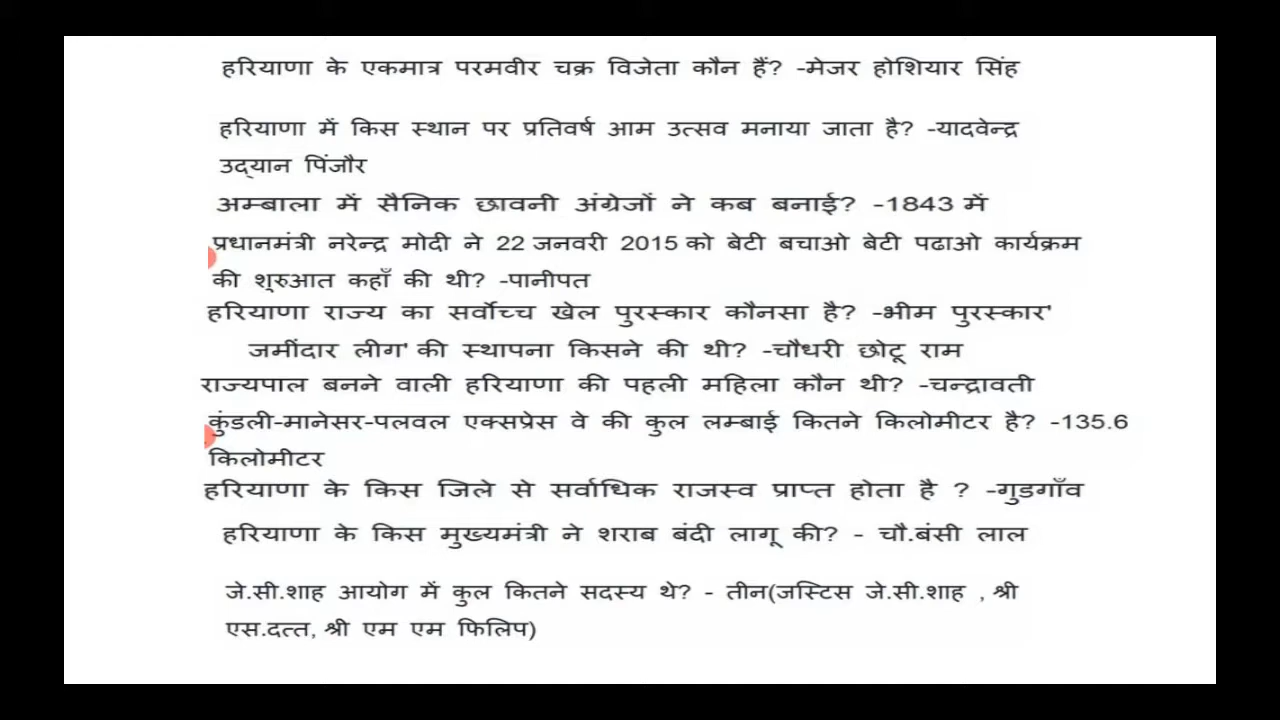 हरियाणा के एकमात्र परमवीर चक्र विजेता कौन हैं? -मेजर होशियार सिंह
हरियाणा में किस स्थान पर प्रतिवर्ष आम उत्सव मनाया जाता है? -यादवेन्द्र
उद्यान पिंजौर
अम्बाला में सैनिक छावनी अंग्रेजों ने कब बनाई? -1843 में
प्रधानमंत्री नरेन्द्र मोदी ने 22 जनवरी 2015 को बेटी बचाओ बेटी पढाओ कार्यक्रम
की शुरुआत कहाँ की थी? -पानीपत
हरियाणा राज्य का सर्वोच्च खेल पुरस्कार कौनसा है? -भीम पुरस्कार'
जमींदार लीग' की स्थापना किसने की थी? -चौधरी छोटू राम
राज्यपाल बनने वाली हरियाणा की पहली महिला कौन थी? -चन्द्रावती
कुंडली-मानेसर-पलवल एक्सप्रेस वे की कुल लम्बाई कितने किलोमीटर है? -135.6
किलोमीटर
हरियाणा के किस जिले से सर्वाधिक राजस्व प्राप्त होता है ? -गुडगाँव
हरियाणा के किस मुख्यमंत्री ने शराब बंदी लागू की? - चौ.बंसी लाल
जे.सी.शाह आयोग में कुल कितने सदस्य थे? - तीन(जस्टिस जे.सी.शाह , श्री
एस.दत्त, श्री एम एम फिलिप)